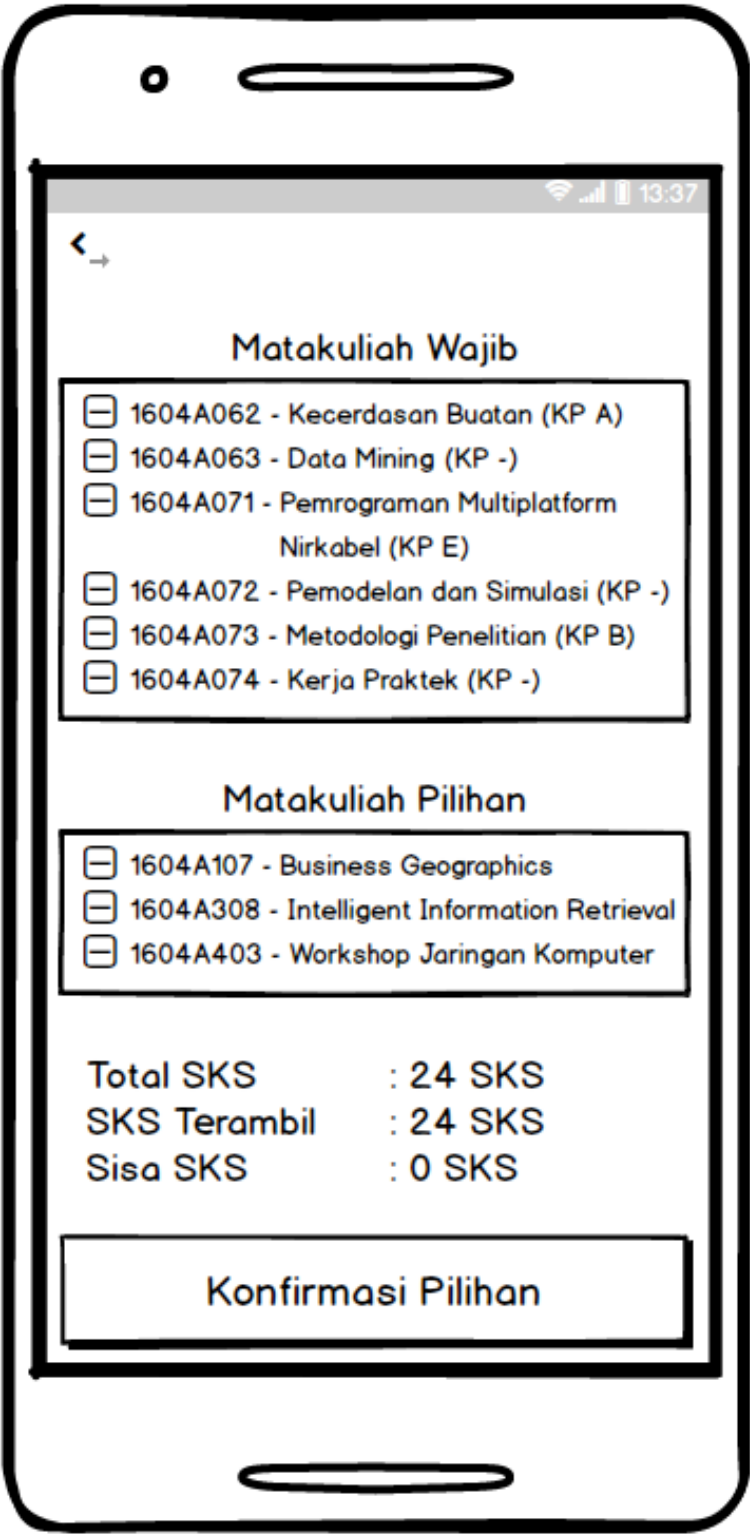 13:37
Matakuliah Wajib
1604A062 - Kecerdasan Buatan (KP A)
1604A063 - Data Mining (KP -)
1604A071 - Pemrograman Multiplatform
Nirkabel (KP E)
1604A072 - Pemodelan dan Simulasi (KP -)
1604A073 - Metodologi Penelitian (KP B)
1604A074 - Kerja Praktek (KP -)
Matakuliah Pilihan
1604A107 - Business Geographics
1604A308 - Intelligent Information Retrieval
1604A403 - Workshop Jaringan Komputer
Total SKS : 24 SKS
SKS Terambil : 24 SKS
Sisa SKS : 0 SKS
Konfirmasi Pilihan